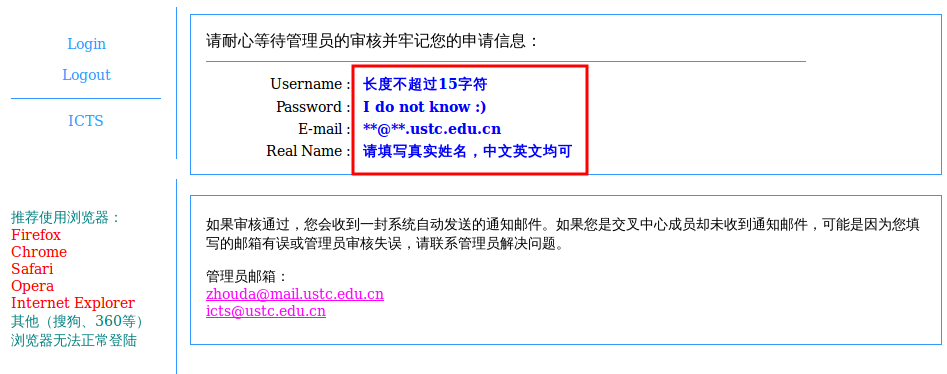 Login
Logout
ICTS
推荐使用浏览器：
Firefox
Chrome
Safari
Opera
Internet Explorer
其他（搜狗、360等）
浏览器无法正常登陆
请耐心等待管理员的审核并牢记您的申请信息：
Username : 长度不超过15字符
Password : I do not know :)
E-mail : **@**.ustc.edu.cn
Real Name : 请填写真实姓名，中文英文均可
如果审核通过，您会收到一封系统自动发送的通知邮件。如果您是交叉中心成员却未收到通知邮件，可能是因为您填
写的邮箱有误或管理员审核失误，请联系管理员解决问题。
管理员邮箱：
zhouda@mail.ustc.edu.cn
icts@ustc.edu.cn